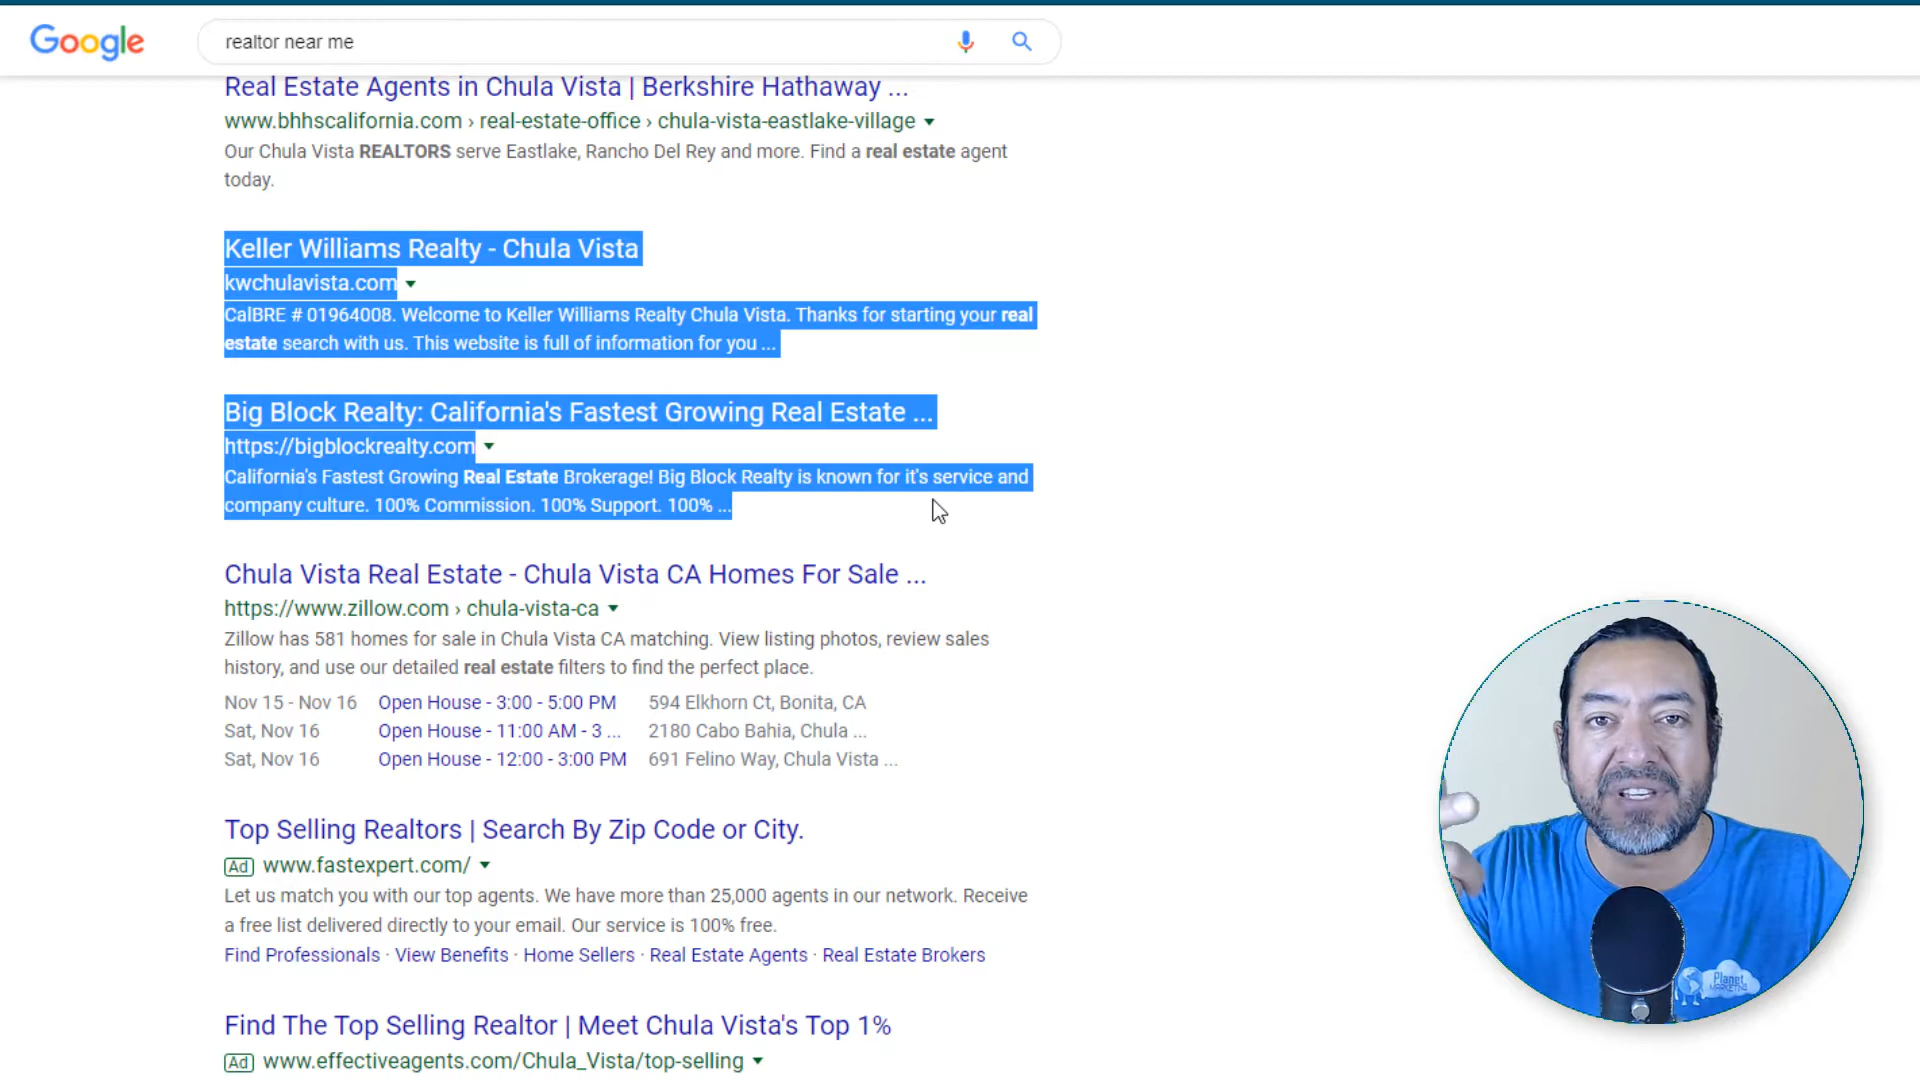 Google
realtor near me
Real Estate Agents in Chula Vista | Berkshire Hathaway ...
www.bhhscalifornia.com › real-estate-office › chula-vista-eastlake-village
Our Chula Vista REALTORS serve Eastlake, Rancho Del Rey and more. Find a real estate agent
today.
Keller Williams Realty - Chula Vista
kwchulavista.com
CalBRE # 01964008. Welcome to Keller Williams Realty Chula Vista. Thanks for starting your real
estate search with us. This website is full of information for you ...
Big Block Realty: California's Fastest Growing Real Estate ...
https://bigblockrealty.com
California's Fastest Growing Real Estate Brokerage! Big Block Realty is known for it's service and
company culture. 100% Commission. 100% Support. 100% ...
Chula Vista Real Estate - Chula Vista CA Homes For Sale ...
https://www.zillow.com › chula-vista-ca
Zillow has 581 homes for sale in Chula Vista CA matching. View listing photos, review sales
history, and use our detailed real estate filters to find the perfect place.
Nov 15 - Nov 16 Open House - 3:00 - 5:00 PM 594 Elkhorn Ct, Bonita, CA
Sat, Nov 16 Open House - 11:00 AM - 3 ... 2180 Cabo Bahia, Chula ...
Sat, Nov 16 Open House - 12:00 - 3:00 PM 691 Felino Way, Chula Vista ...
Top Selling Realtors | Search By Zip Code or City.
Ad www.fastexpert.com/
Let us match you with our top agents. We have more than 25,000 agents in our network. Receive
a free list delivered directly to your email. Our service is 100% free.
Find Professionals · View Benefits · Home Sellers · Real Estate Agents · Real Estate Brokers
Find The Top Selling Realtor | Meet Chula Vista's Top 1%
Ad www.effectiveagents.com/Chula_Vista/top-selling
Planet
MARKETING